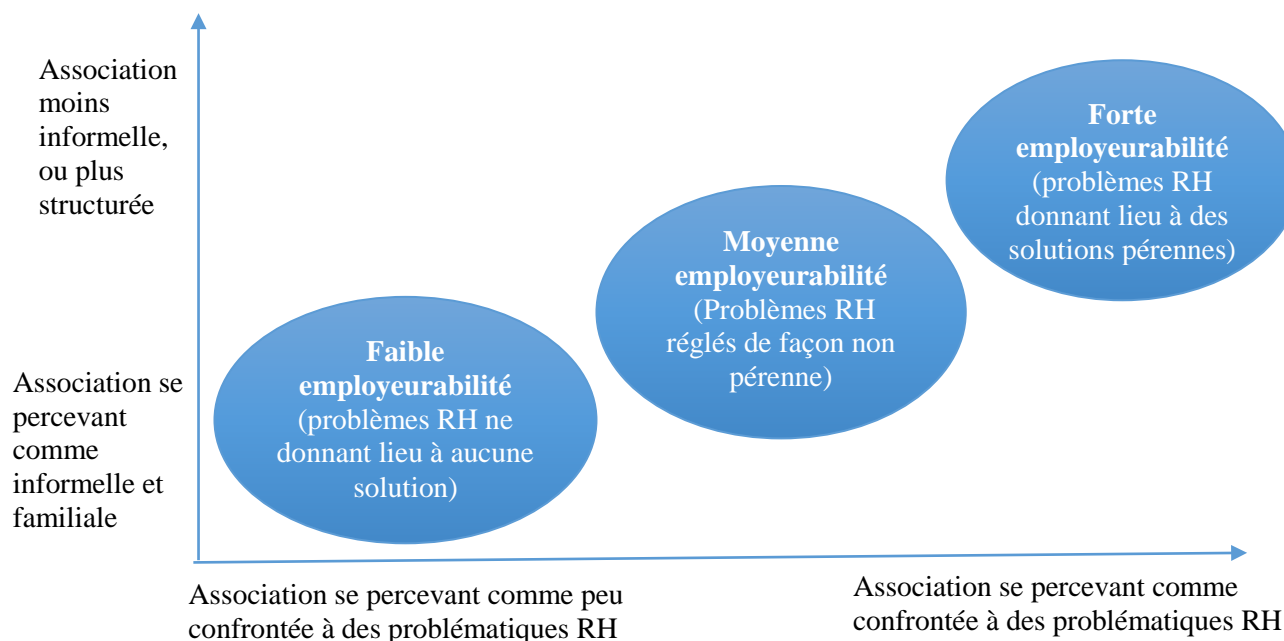 Association
moins
informelle,
ou plus
structurée
Forte
employeurabilité
(problèmes RH
donnant lieu à des
solutions pérennes)
Moyenne
employeurabilité
(Problèmes RH
réglés de façon non
pérenne)
Faible
employeurabilité
(problèmes RH ne
donnant lieu à aucune
solution)
Association se
percevant
comme
informelle et
familiale
Association se percevant comme peu
confrontée à des problématiques RH
Association se percevant comme
confrontée à des problématiques RH